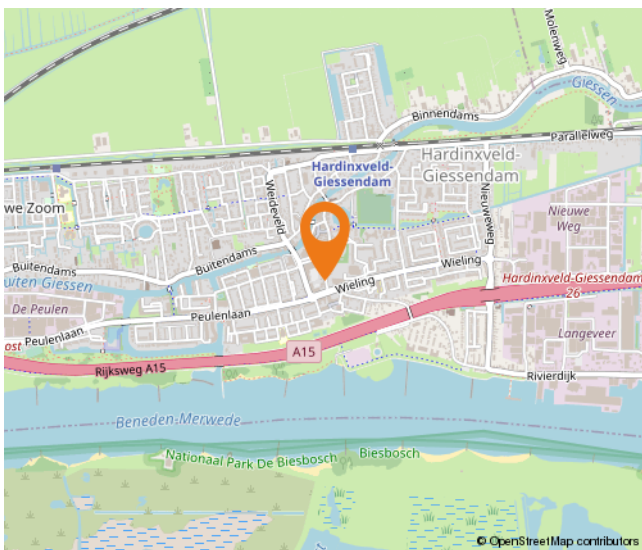 Molenweg
Giessen
Binnendams
Parallelweg
Hardinxveld-
Giessendam
Hardinxveld-
Giessendam
Weideveld
we Zoom
Nieuweweg
Nieuwe
Weg
Buitendams
Buitendams
Wieling
uiten Giessen
Wieling
Hardinxveld-Giessendam
26
De Peulen
Peulenlaan
Langeveer
Peulenlaan
ost
A15
Rijksweg A15
Rivierdijk
Beneden-Merwede
Nationaal Park De Biesbosch
Biesbosch
© OpenStreetMap contributors